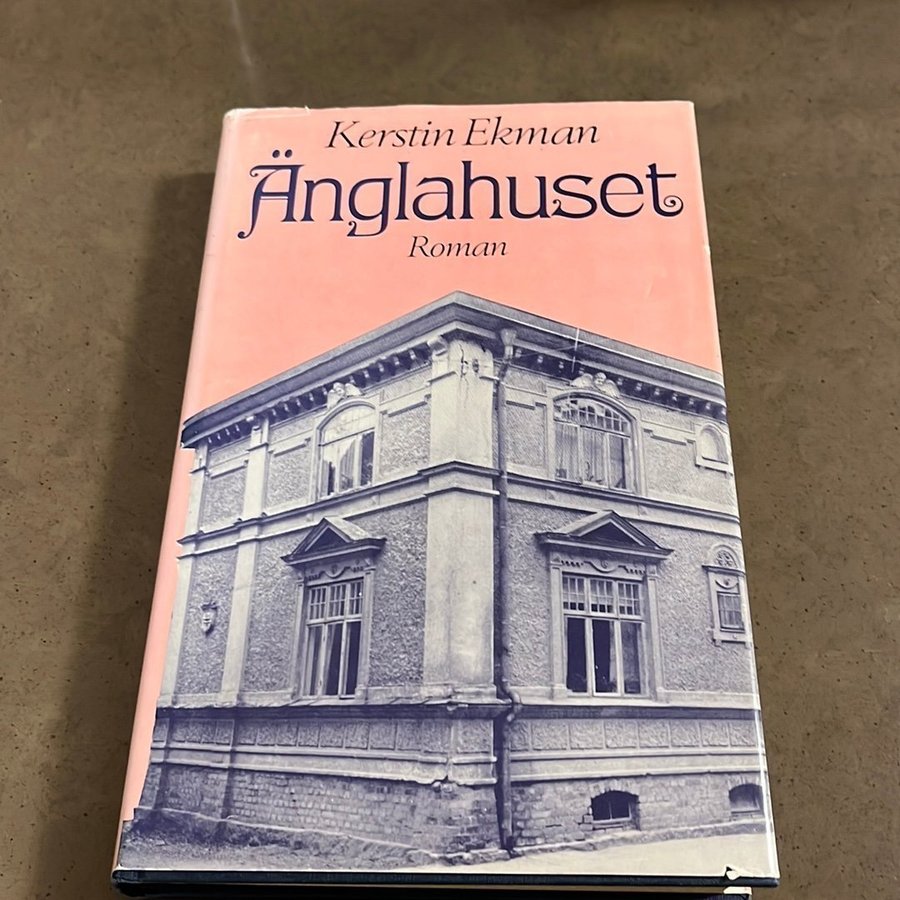 Kerstin Ekman
Änglahuset
Roman